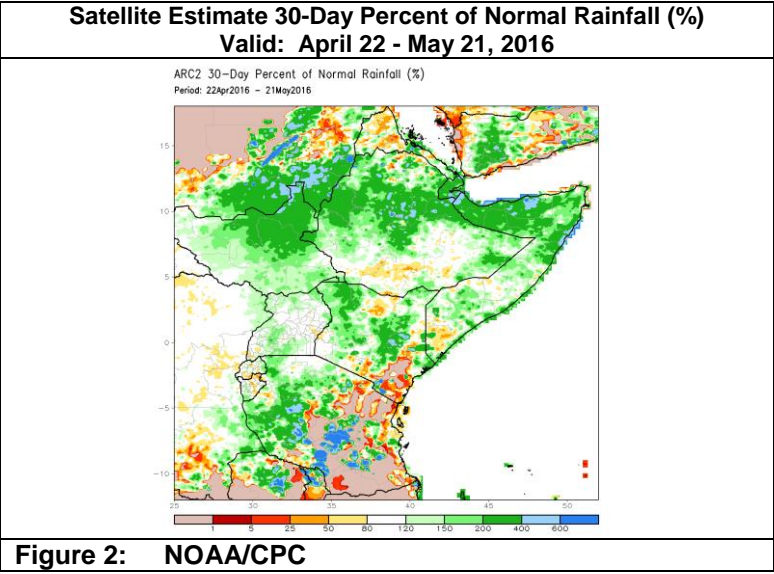 Satellite Estimate 30-Day Percent of Normal Rainfall (%)
Valid: April 22 - May 21, 2016
ARC2 30-Day Percent of Normal Rainfall (%)
Period: 22Apr2016 - 21May2016
15
10
5
0
-5
-10
25 30 35 40 45 50
1 5 25 50 80 120 150 200 400 600
Figure 2: NOAA/CPC